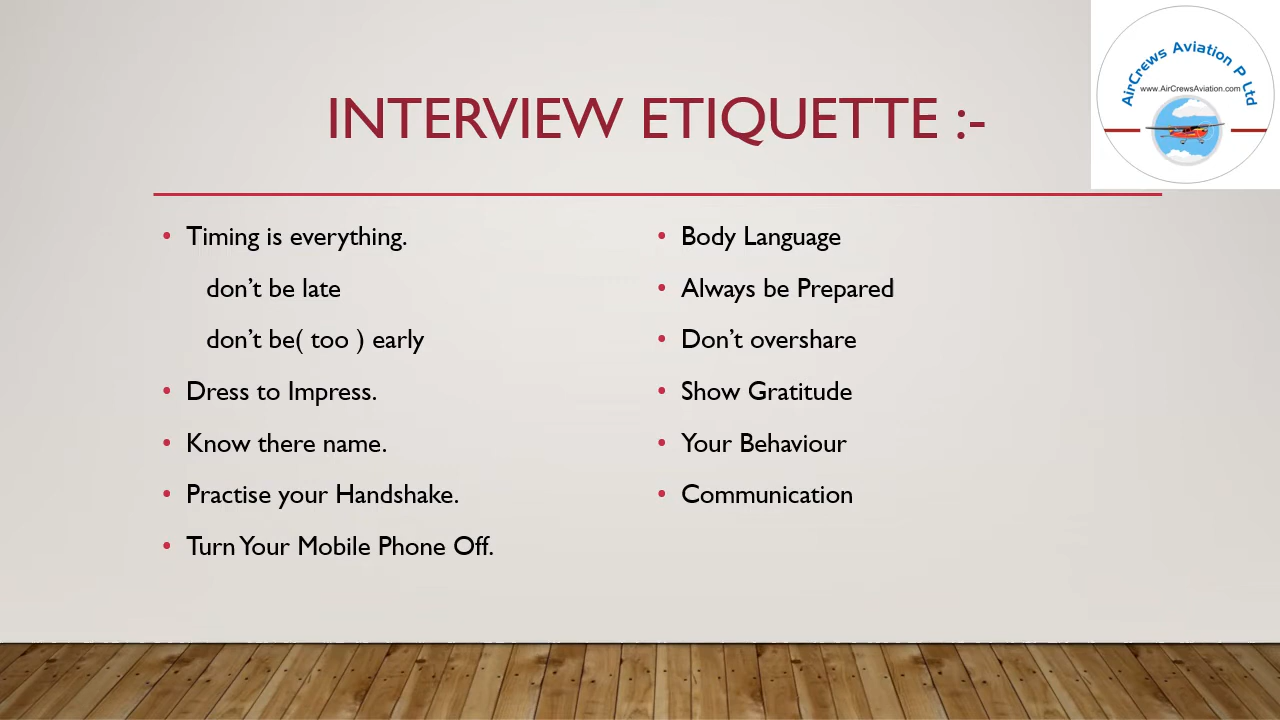 AirCrews Aviation P Ltd
www.AirCrewsAviation.com
INTERVIEW ETIQUETTE :-
• Timing is everything.
don’t be late
don’t be( too ) early
• Dress to Impress.
• Know there name.
• Practise your Handshake.
• Turn Your Mobile Phone Off.
• Body Language
• Always be Prepared
• Don’t overshare
• Show Gratitude
• Your Behaviour
• Communication